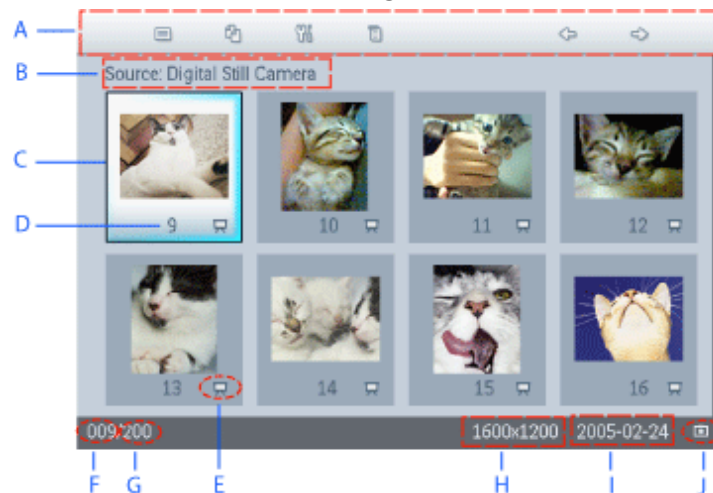 A
B Source: Digital Still Camera
C
D 9 10 11 12
13 14 15 16
009/200 1600x1200 2005-02-24
F G E H I J